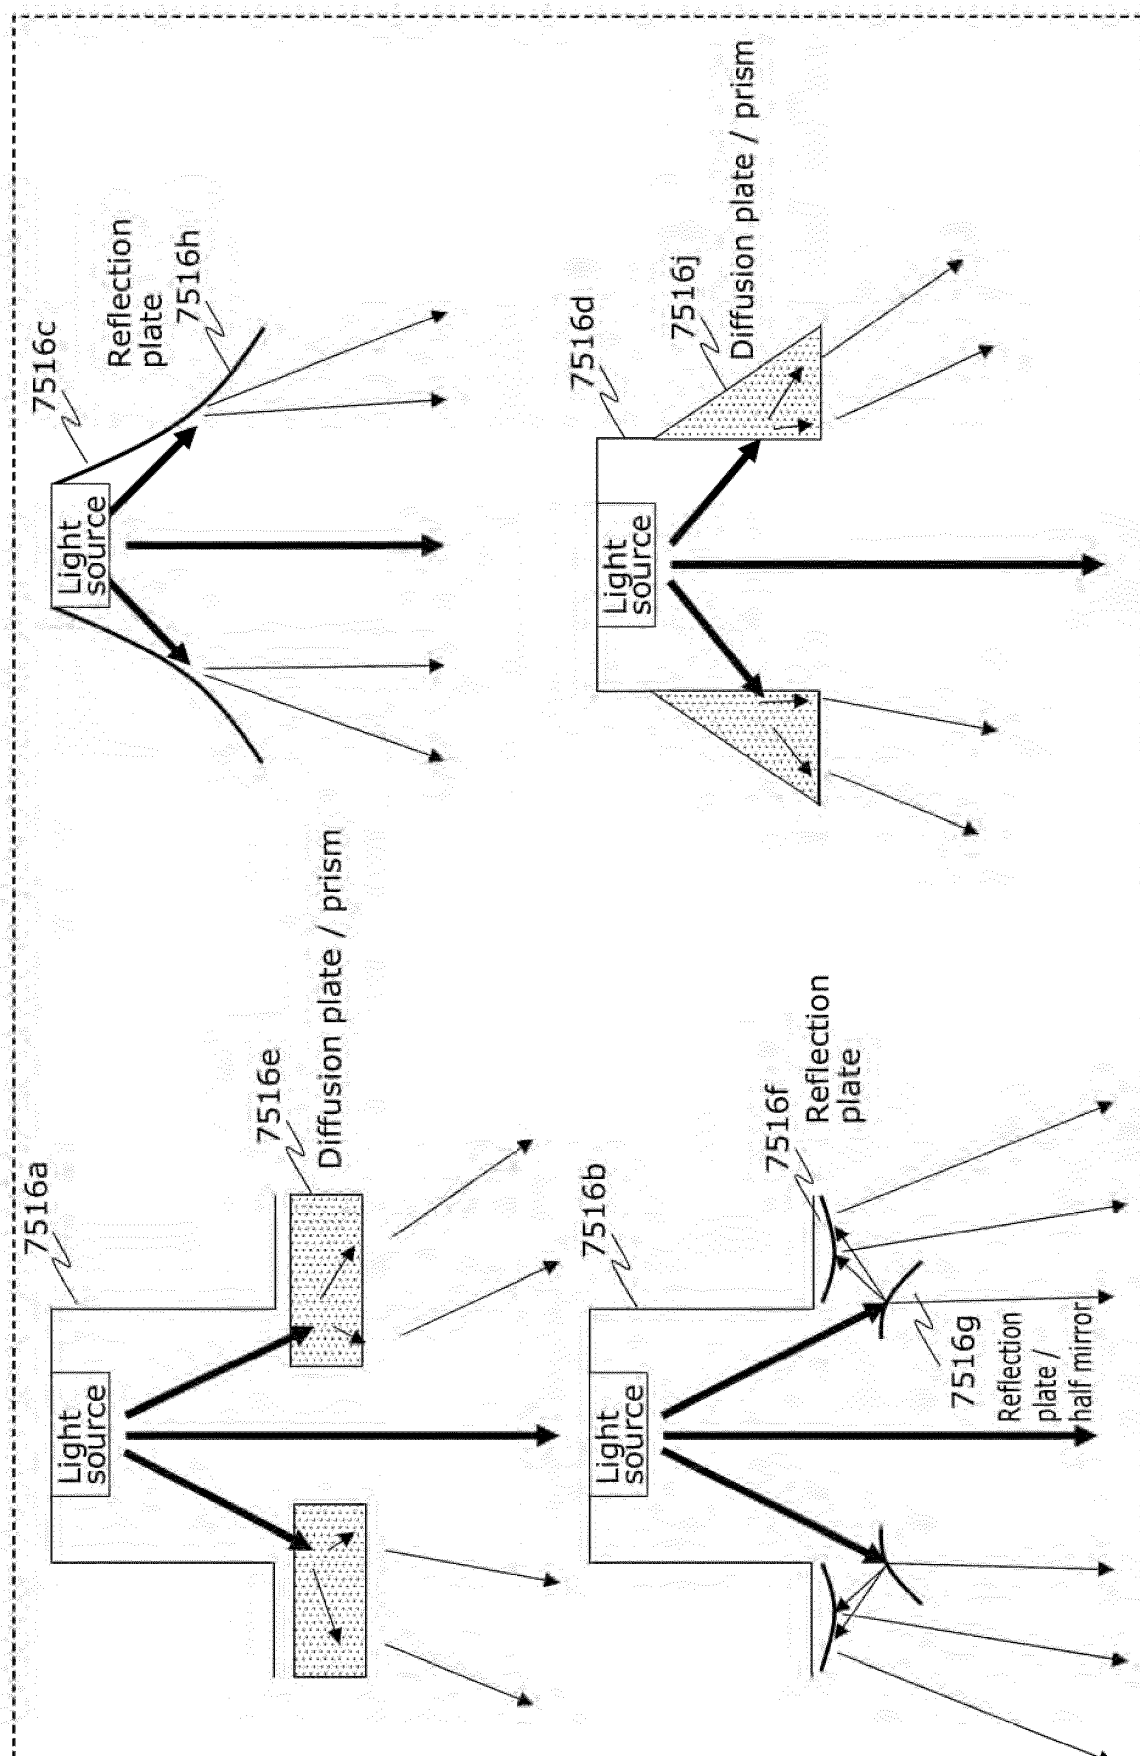 7516a
Light
source
7516e
Diffusion plate / prism
7516c
Reflection
plate
7516h
Light
source
7516b
Light
source
7516f
Reflection
plate
7516g
Reflection
plate /
half mirror
7516d
Light
source
7516j
Diffusion plate / prism